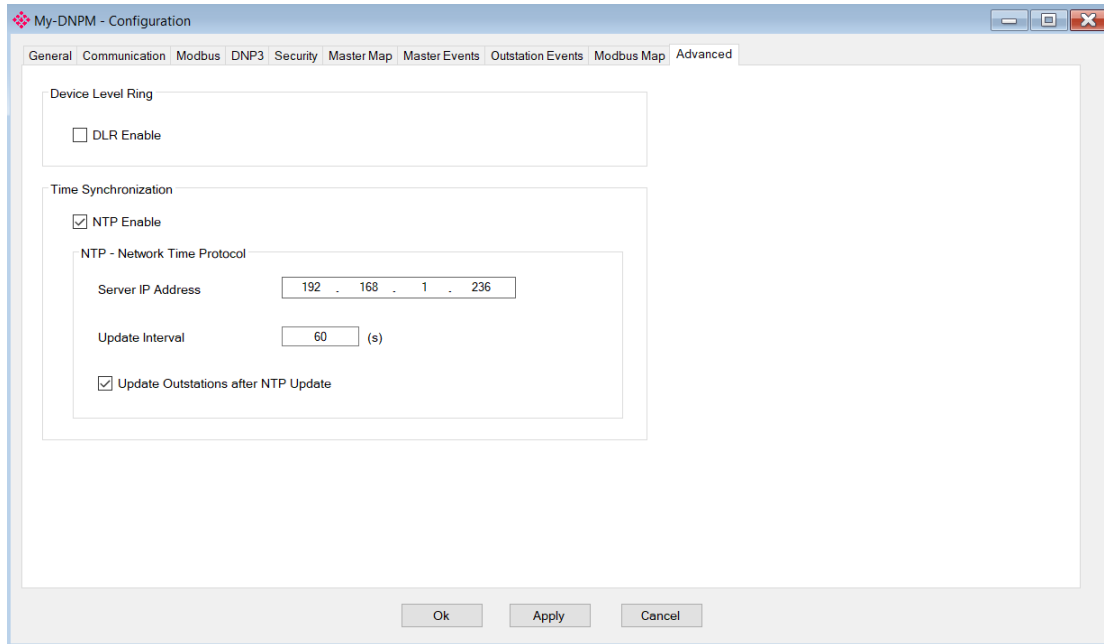 My-DNPM - Configuration
General Communication Modbus DNP3 Security Master Map Master Events Outstation Events Modbus Map Advanced
Device Level Ring
DLR Enable
Time Synchronization
NTP Enable
NTP - Network Time Protocol
Server IP Address 192 . 168 . 1 . 236
Update Interval 60 (s)
Update Outstations after NTP Update
Ok Apply Cancel